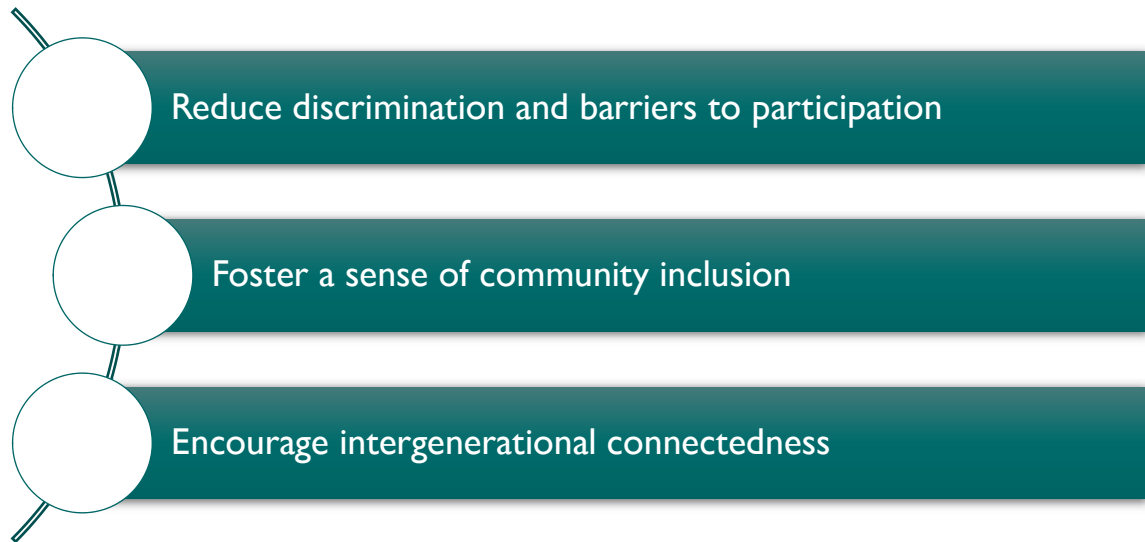 Reduce discrimination and barriers to participation
Foster a sense of community inclusion
Encourage intergenerational connectedness